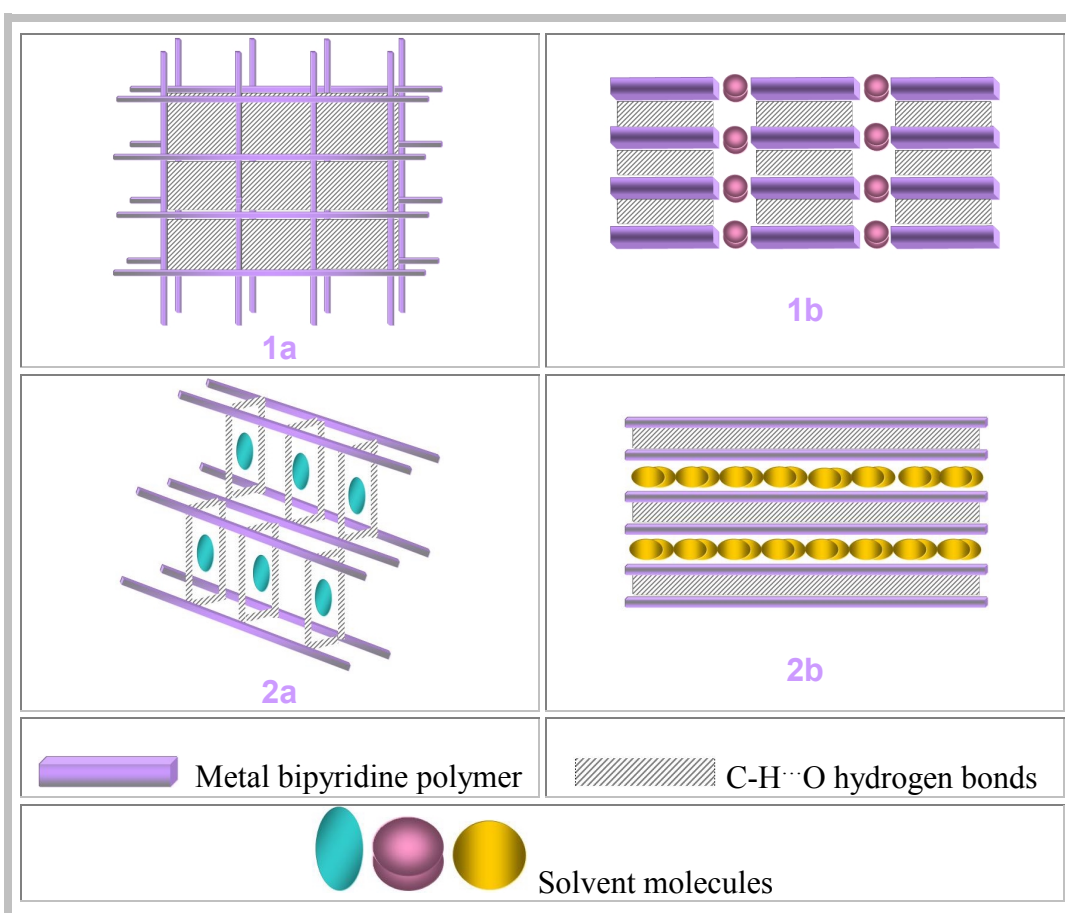 1a
1b
2a
2b
Metal bipyridine polymer
C-H···O hydrogen bonds
Solvent molecules